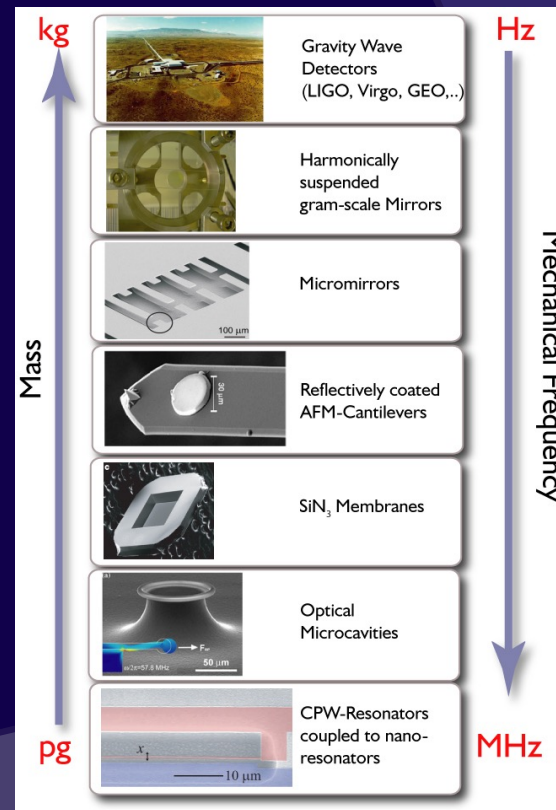 kg
Hz
Gravity Wave
Detectors
(LIGO, Virgo, GEO,..)
Harmonically
suspended
gram-scale Mirrors
Micromirrors
100 μm
Mass
Mechanical Frequency
30 μm
Reflectively coated
AFM-Cantilevers
c
SiN₃ Membranes
Optical
Microcavities
50 μm
CPW-Resonators
coupled to nano-
resonators
x
10 μm
pg
MHz